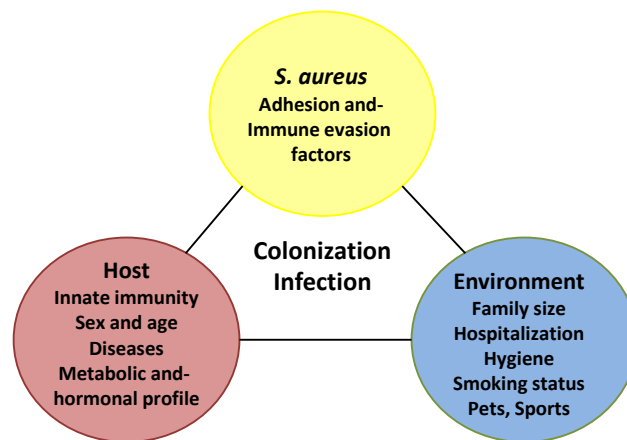 S. aureus
Adhesion and-
Immune evasion
factors
Colonization
Infection
Host
Innate immunity
Sex and age
Diseases
Metabolic and-
hormonal profile
Environment
Family size
Hospitalization
Hygiene
Smoking status
Pets, Sports